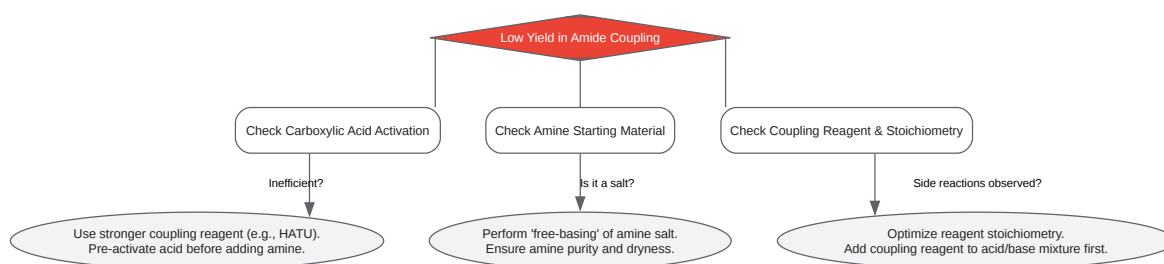 Low Yield in Amide Coupling
Check Carboxylic Acid Activation
Check Amine Starting Material
Check Coupling Reagent & Stoichiometry
Inefficient?
Is it a salt?
Side reactions observed?
Use stronger coupling reagent (e.g., HATU).
Pre-activate acid before adding amine.
Perform 'free-basing' of amine salt.
Ensure amine purity and dryness.
Optimize reagent stoichiometry.
Add coupling reagent to acid/base mixture first.